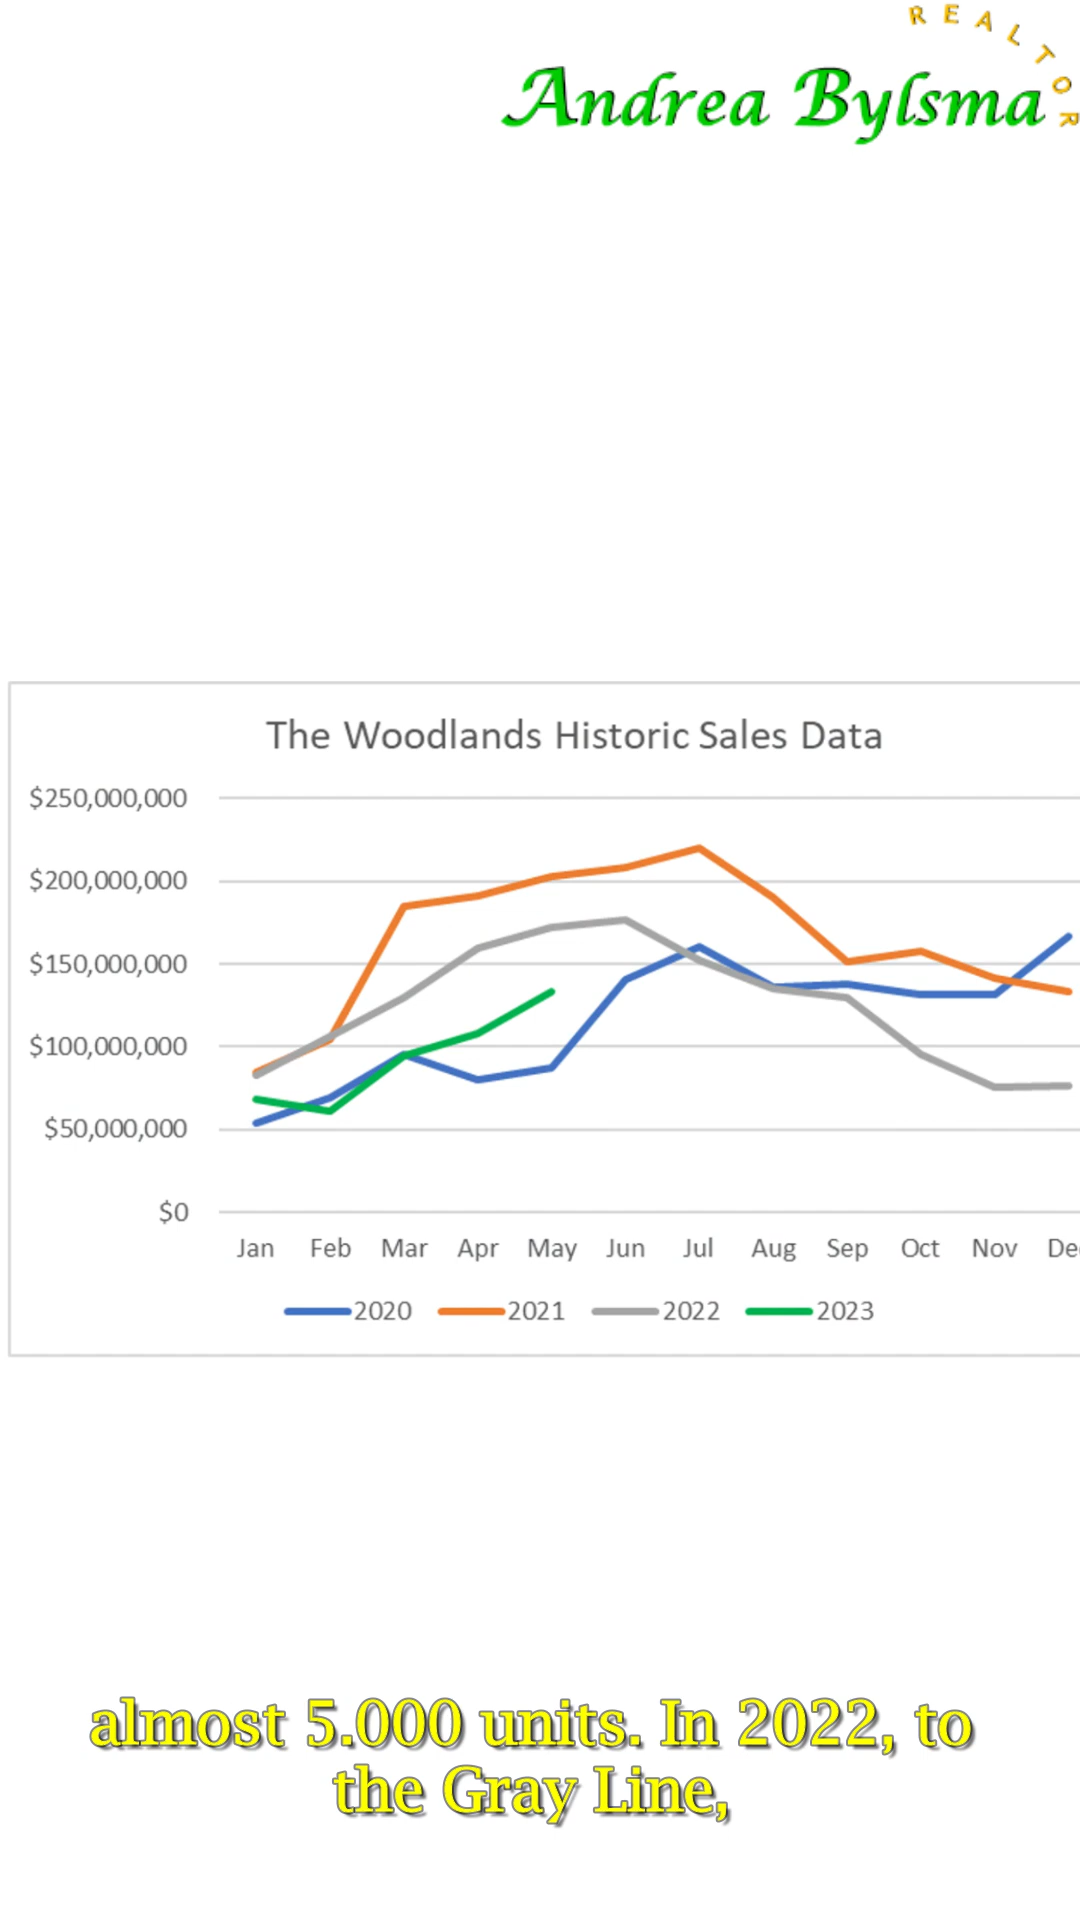 REALTOR
Andrea Bylsma
The Woodlands Historic Sales Data
$250,000,000
$200,000,000
$150,000,000
$100,000,000
$50,000,000
$0
Jan Feb Mar Apr May Jun Jul Aug Sep Oct Nov De
2020 2021 2022 2023
almost 5.000 units. In 2022, to
the Gray Line,